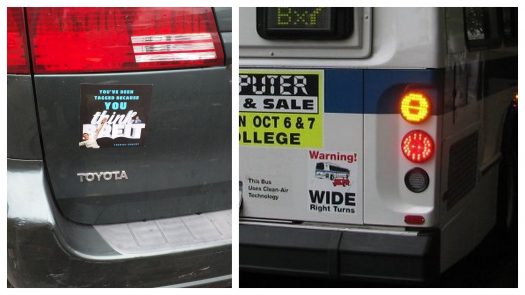 YOU'VE BEEN
TAGGED BECAUSE
YOU
think
TOYOTA
PUTER
& SALE
N OCT 6 & 7
LLEGE
Warning!
This Bus
Uses Clean-Air
Technology
WIDE
Right Turns